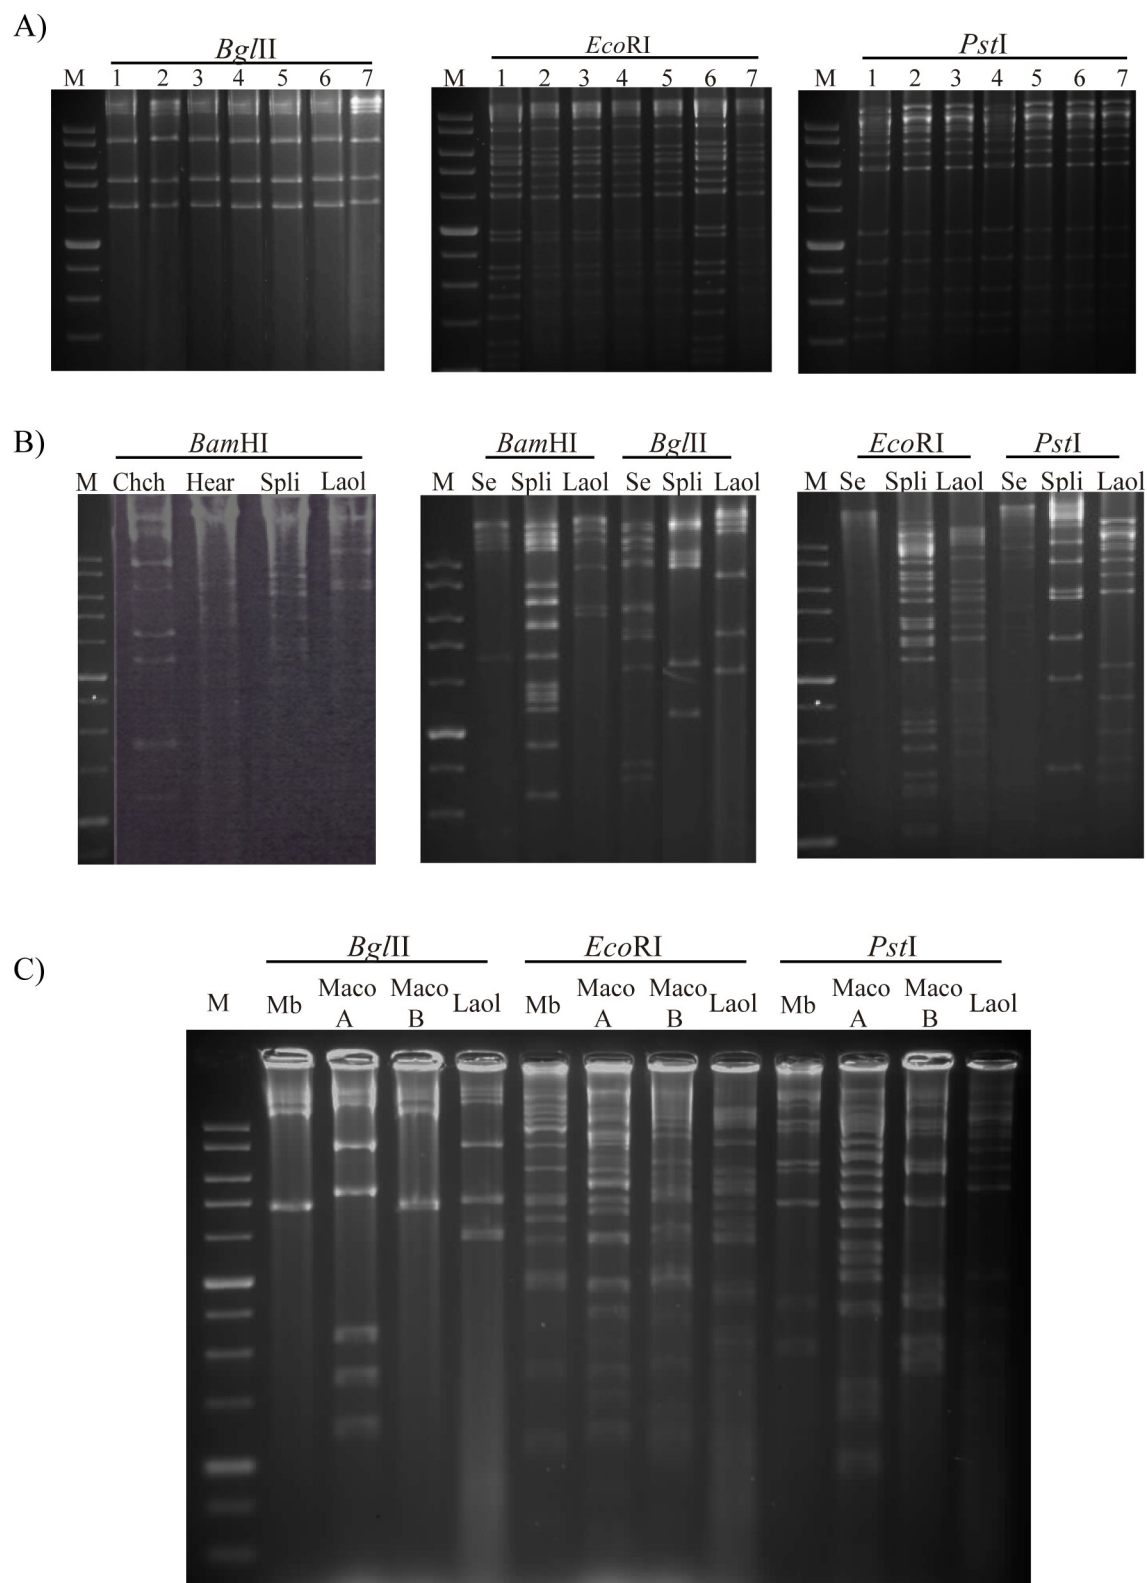 A)
BglII
EcoRI
PstI
M 1 2 3 4 5 6 7
M 1 2 3 4 5 6 7
M 1 2 3 4 5 6 7
B)
BamHI
BamHI
BglII
EcoRI
PstI
M Chch Hear Spli Laol
M Se Spli Laol Se Spli Laol
M Se Spli Laol Se Spli Laol
C)
BglII
EcoRI
PstI
M Mb Maco A Maco B Laol Mb Maco A Maco B Laol Mb Maco A Maco B Laol